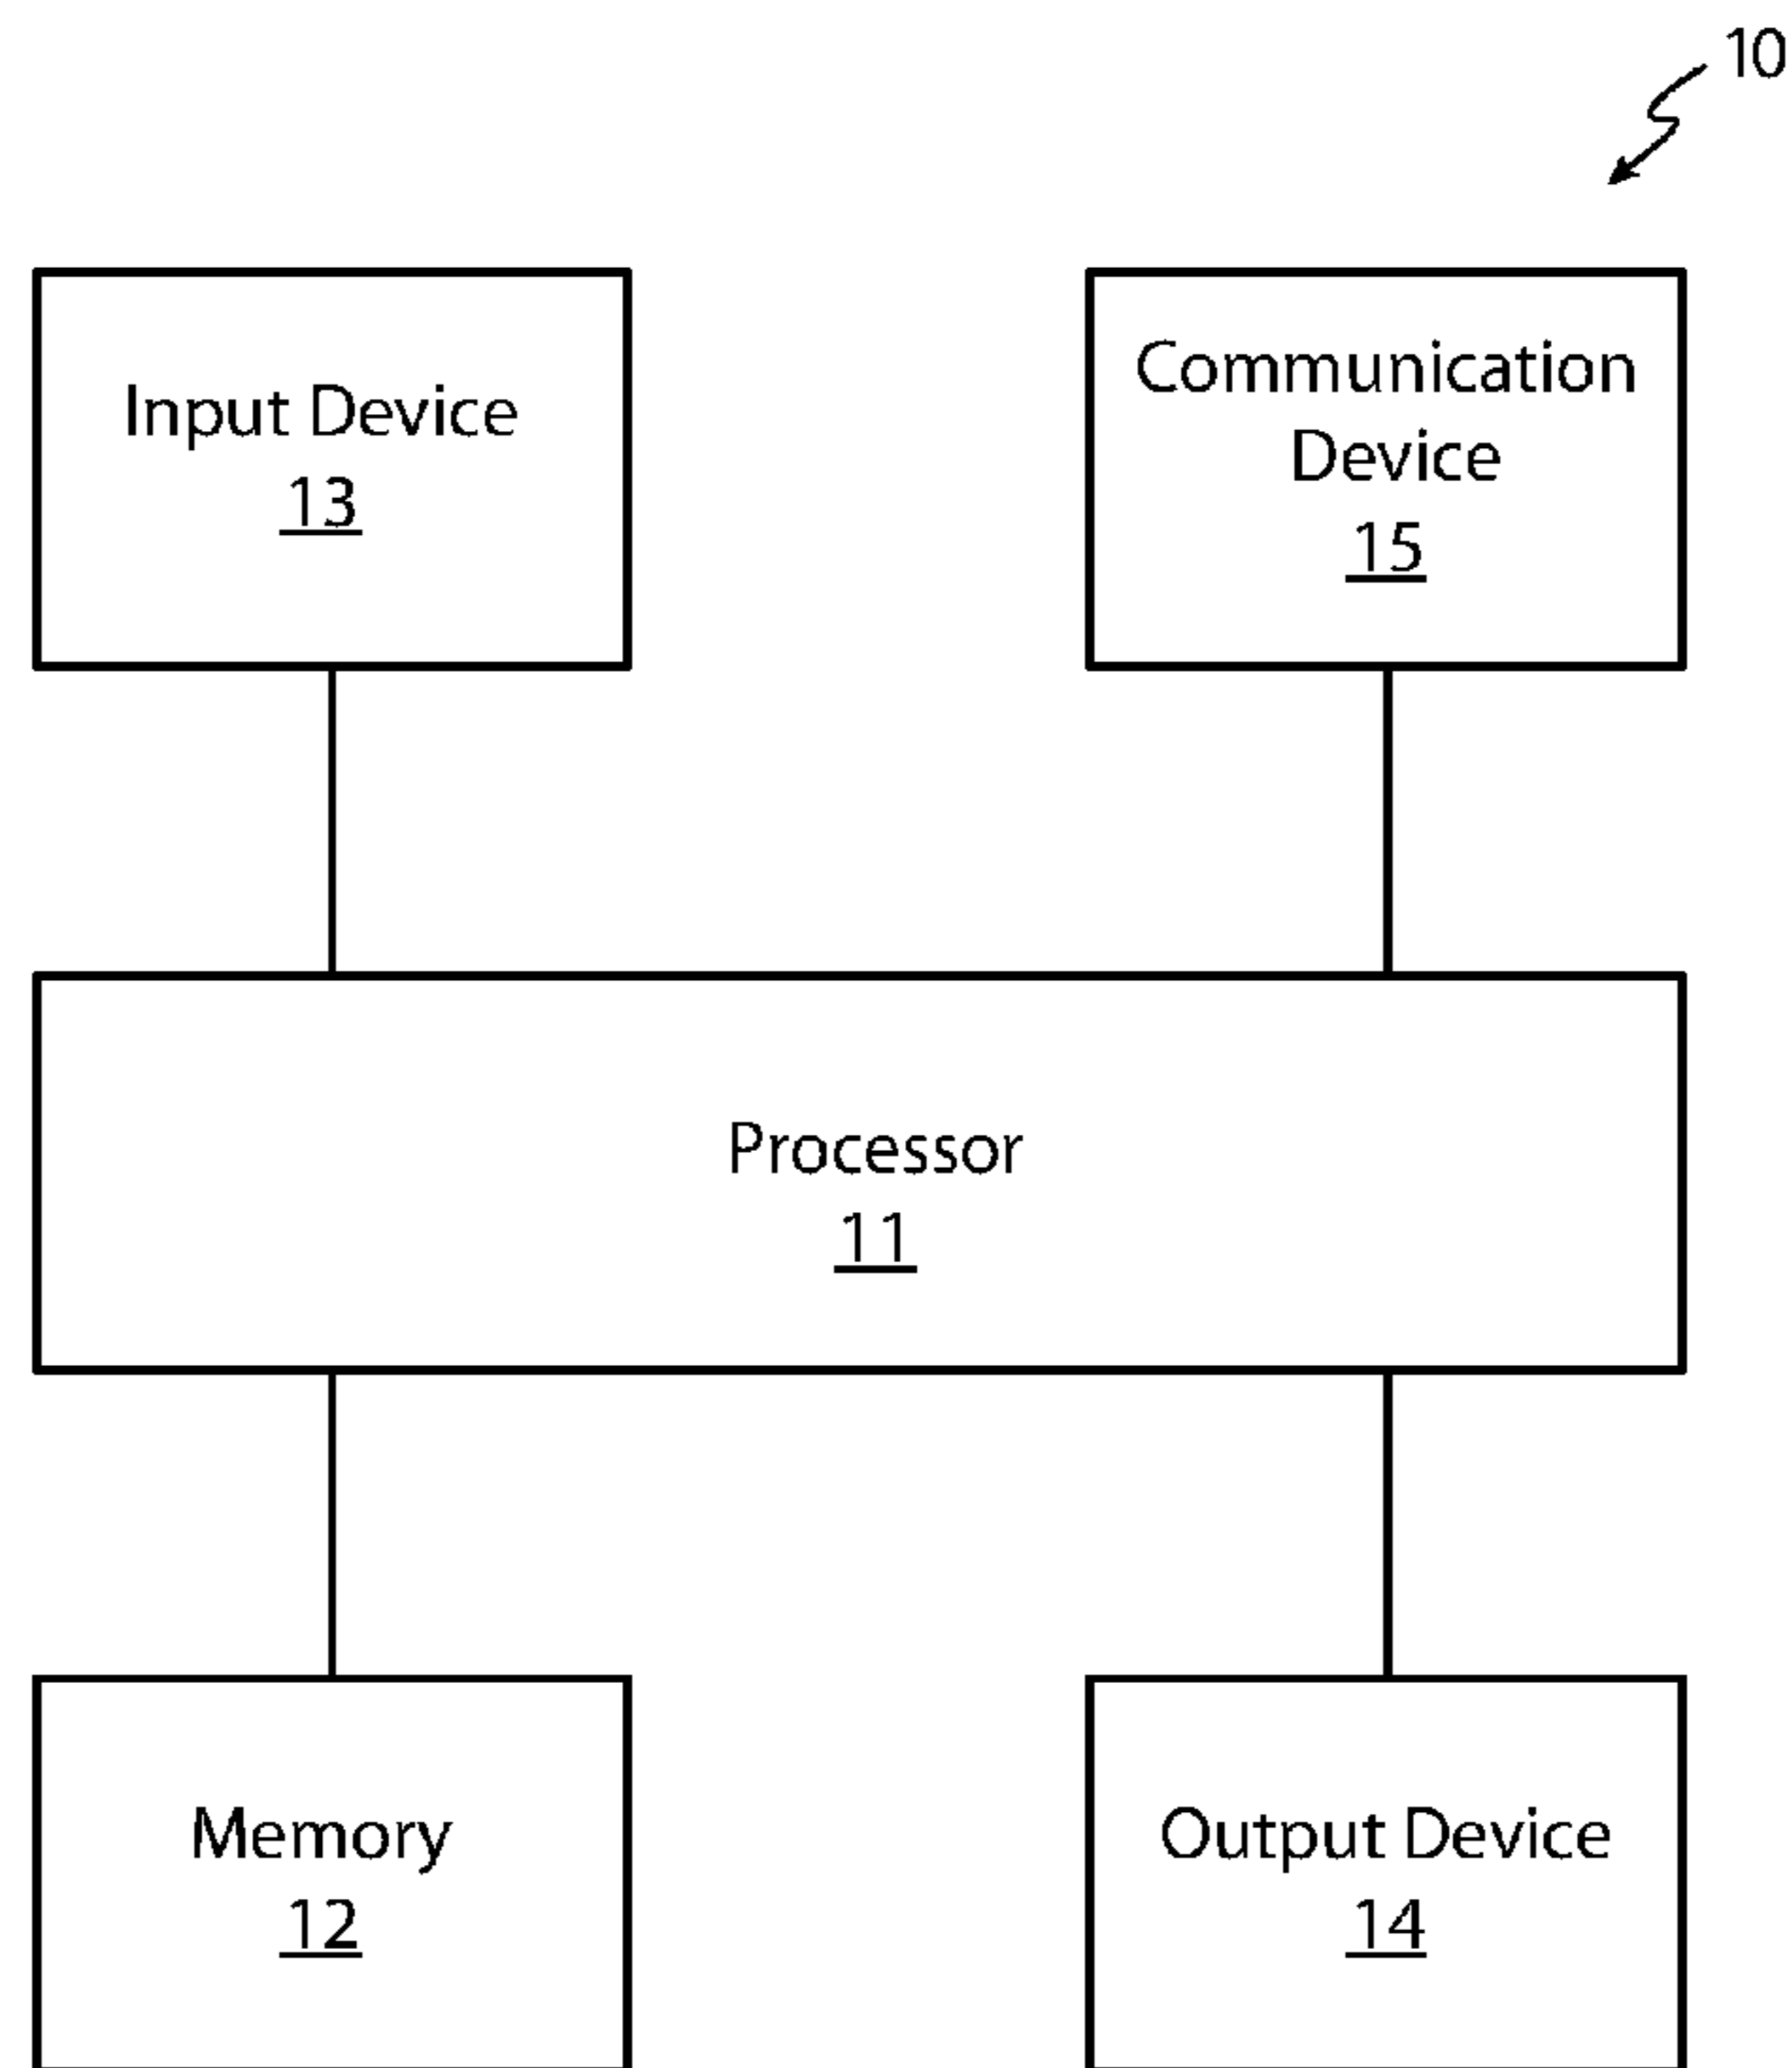 10
Input Device
13
Communication
Device
15
Processor
11
Memory
12
Output Device
14